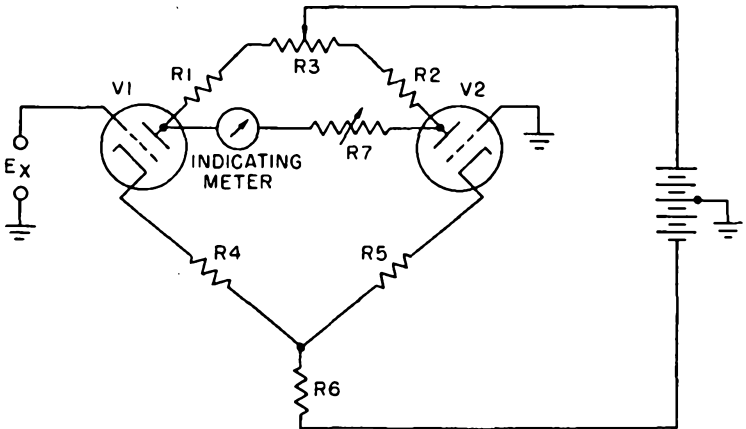 R3
R1
R2
V1
V2
EX
INDICATING
METER
R7
R4
R5
R6